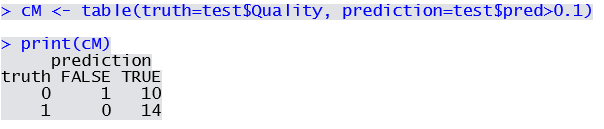 > cM <- table(truth=test$Quality, prediction=test$pred>0.1)
> print(cM)
     prediction
truth FALSE TRUE
    0     1   10
    1     0   14